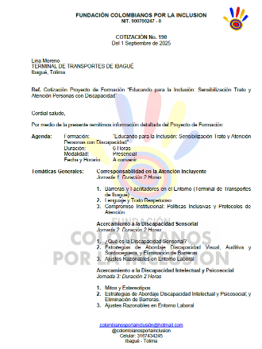 FUNDACIÓN COLOMBIANOS POR LA INCLUSIÓN
NIT. 900700247 - 0
COTIZACIÓN No. 190
Del 1 Septiembre de 2025
Lina Moreno
TERMINAL DE TRANSPORTES DE IBAGUÉ
Ibagué, Tolima
Ref. Cotización Proyecto de Formación "Educando para la Inclusión: Sensibilización Trato y
Atención Personas con Discapacidad"
Cordial saludo,
Por medio de la presente remitimos información detallada del Proyecto de Formación:
Agenda: Formación: "Educando para la Inclusión: Sensibilización Trato y Atención
Personas con Discapacidad"
Duración: 6 Horas
Modalidad: Presencial
Fecha y Horario: A convenir
Temáticas Generales: Corresponsabilidad en la Atención Incluyente
Jornada 1: Duración 2 Horas
1. Barreras y Facilitadores en el Entorno (Terminal de Transportes
de Ibagué)
2. Lenguaje y Trato Respetuoso
3. Compromiso Institucional: Políticas Inclusivas y Protocolos de
Atención
Acercamiento a la Discapacidad Sensorial
Jornada 2: Duración 2 Horas
1. ¿Qué es la Discapacidad Sensorial?
2. Estrategias de Abordaje Discapacidad Visual, Auditiva y
Sordoceguera, y Eliminación de Barreras
3. Ajustes Razonables en Entorno Laboral
Acercamiento a la Discapacidad Intelectual y Psicosocial
Jornada 3: Duración 2 Horas
1. Mitos y Estereotipos
2. Estrategias de Abordaje Discapacidad Intelectual y Psicosocial; y
Eliminación de Barreras.
3. Ajustes Razonables en Entorno Laboral
FUNDACIÓN
COLOMBIANOS
POR LA INCLUSIÓN
colombianosporlainclusion@hotmail.com
@colombianosporlainclusion
Celular: 3167434245
Ibagué - Tolima